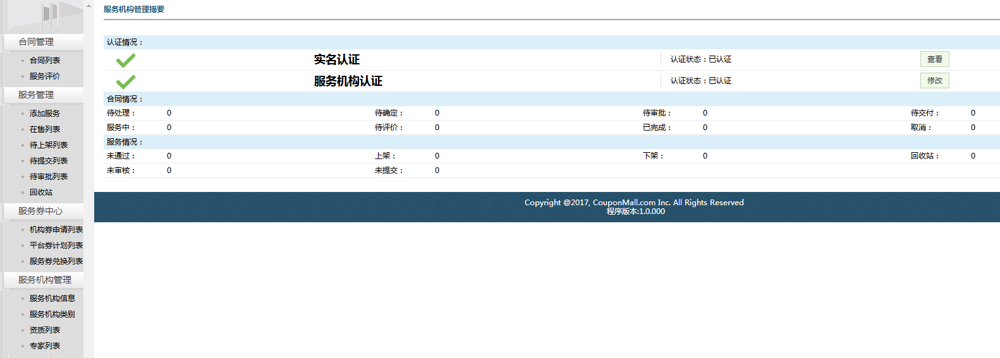 服务机构管理摘要
合同管理
合同列表
服务评价
服务管理
添加服务
在售列表
待上架列表
待提交列表
待审批列表
回收站
服务券中心
机构券申请列表
平台券计划列表
服务券兑换列表
服务机构管理
服务机构信息
服务机构类别
资质列表
专家列表
认证情况：
实名认证 认证状态：已认证 查看
服务机构认证 认证状态：已认证 修改
合同情况：
待处理： 0 待确定： 0 待审批： 0 待交付： 0
服务中： 0 待评价： 0 已完成： 0 取消： 0
服务情况：
未通过： 0 上架： 0 下架： 0 回收站： 0
未审核： 0 未提交： 0
Copyright @2017, CouponMall.com Inc. All Rights Reserved
程序版本:1.0.000